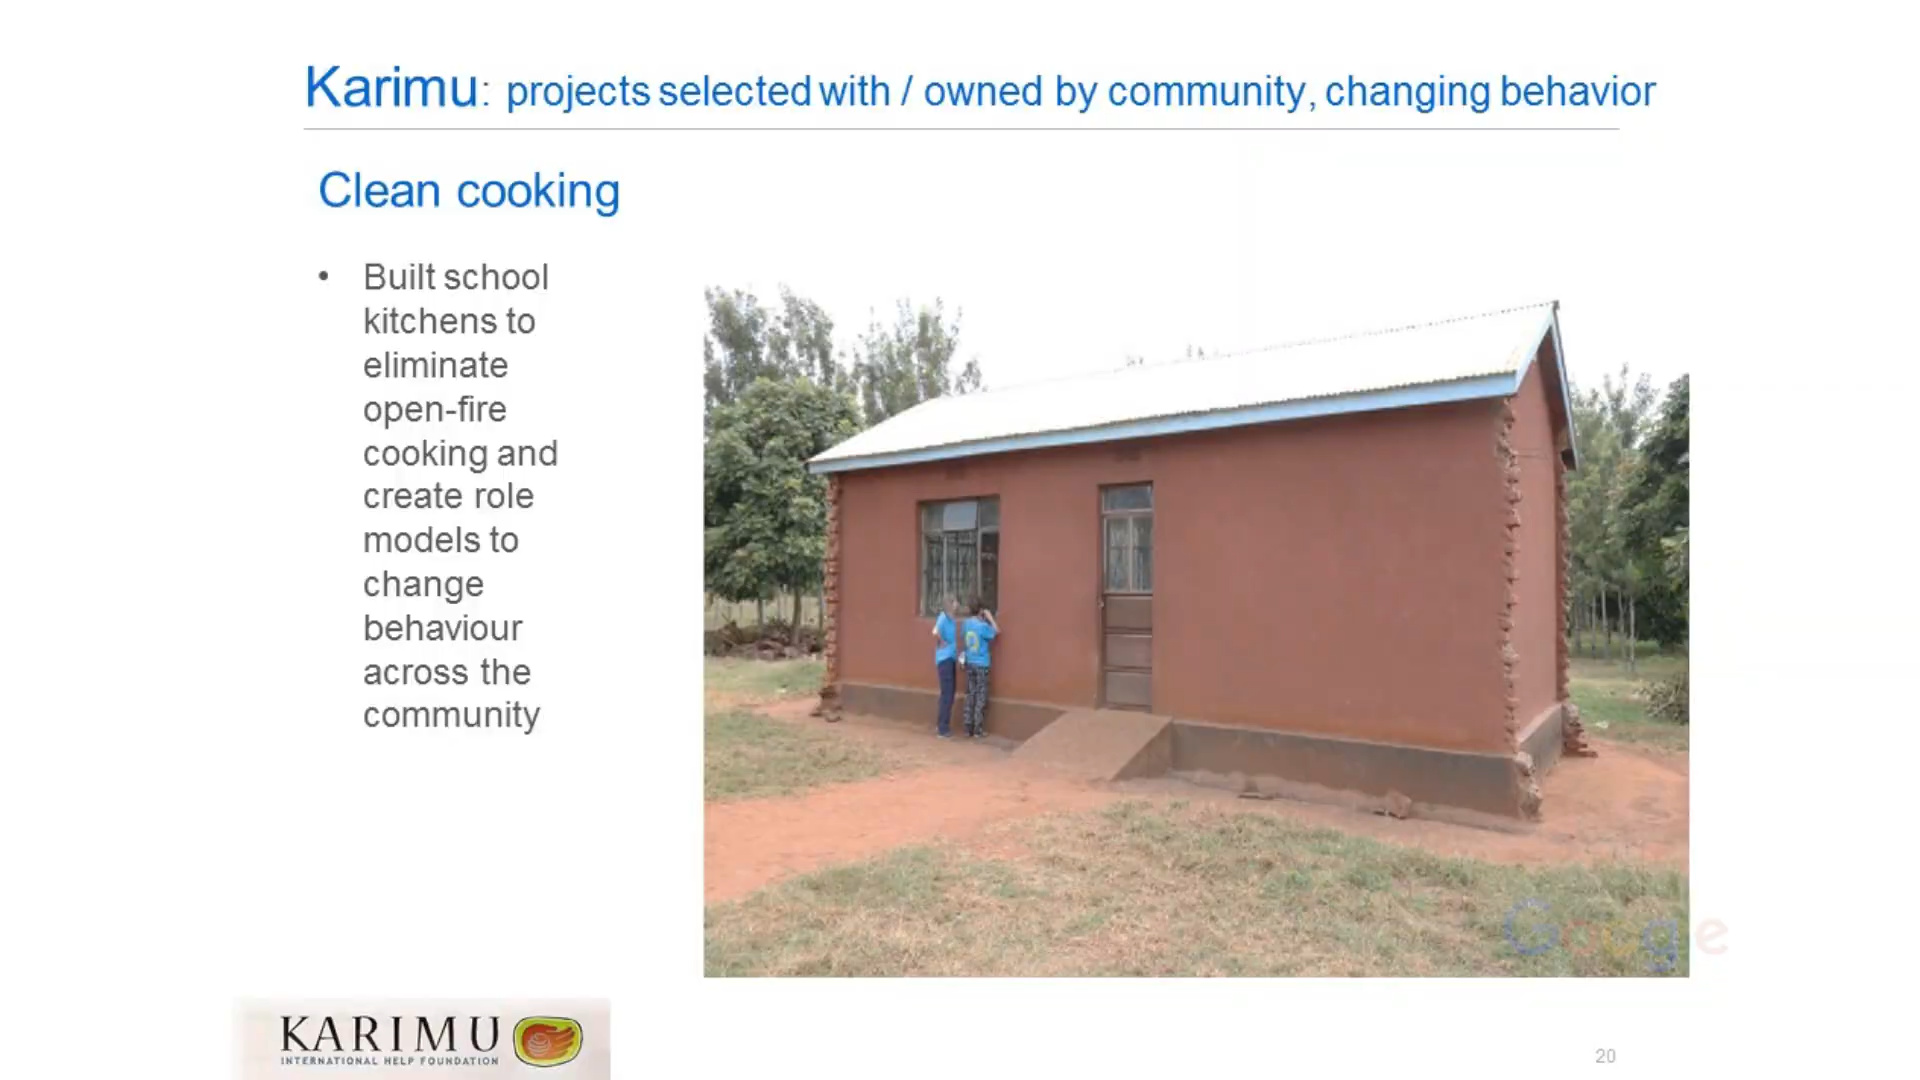 Karimu: projects selected with / owned by community, changing behavior
Clean cooking
• Built school
kitchens to
eliminate
open-fire
cooking and
create role
models to
change
behaviour
across the
community
Google
KARIMU
INTERNATIONAL HELP FOUNDATION
20